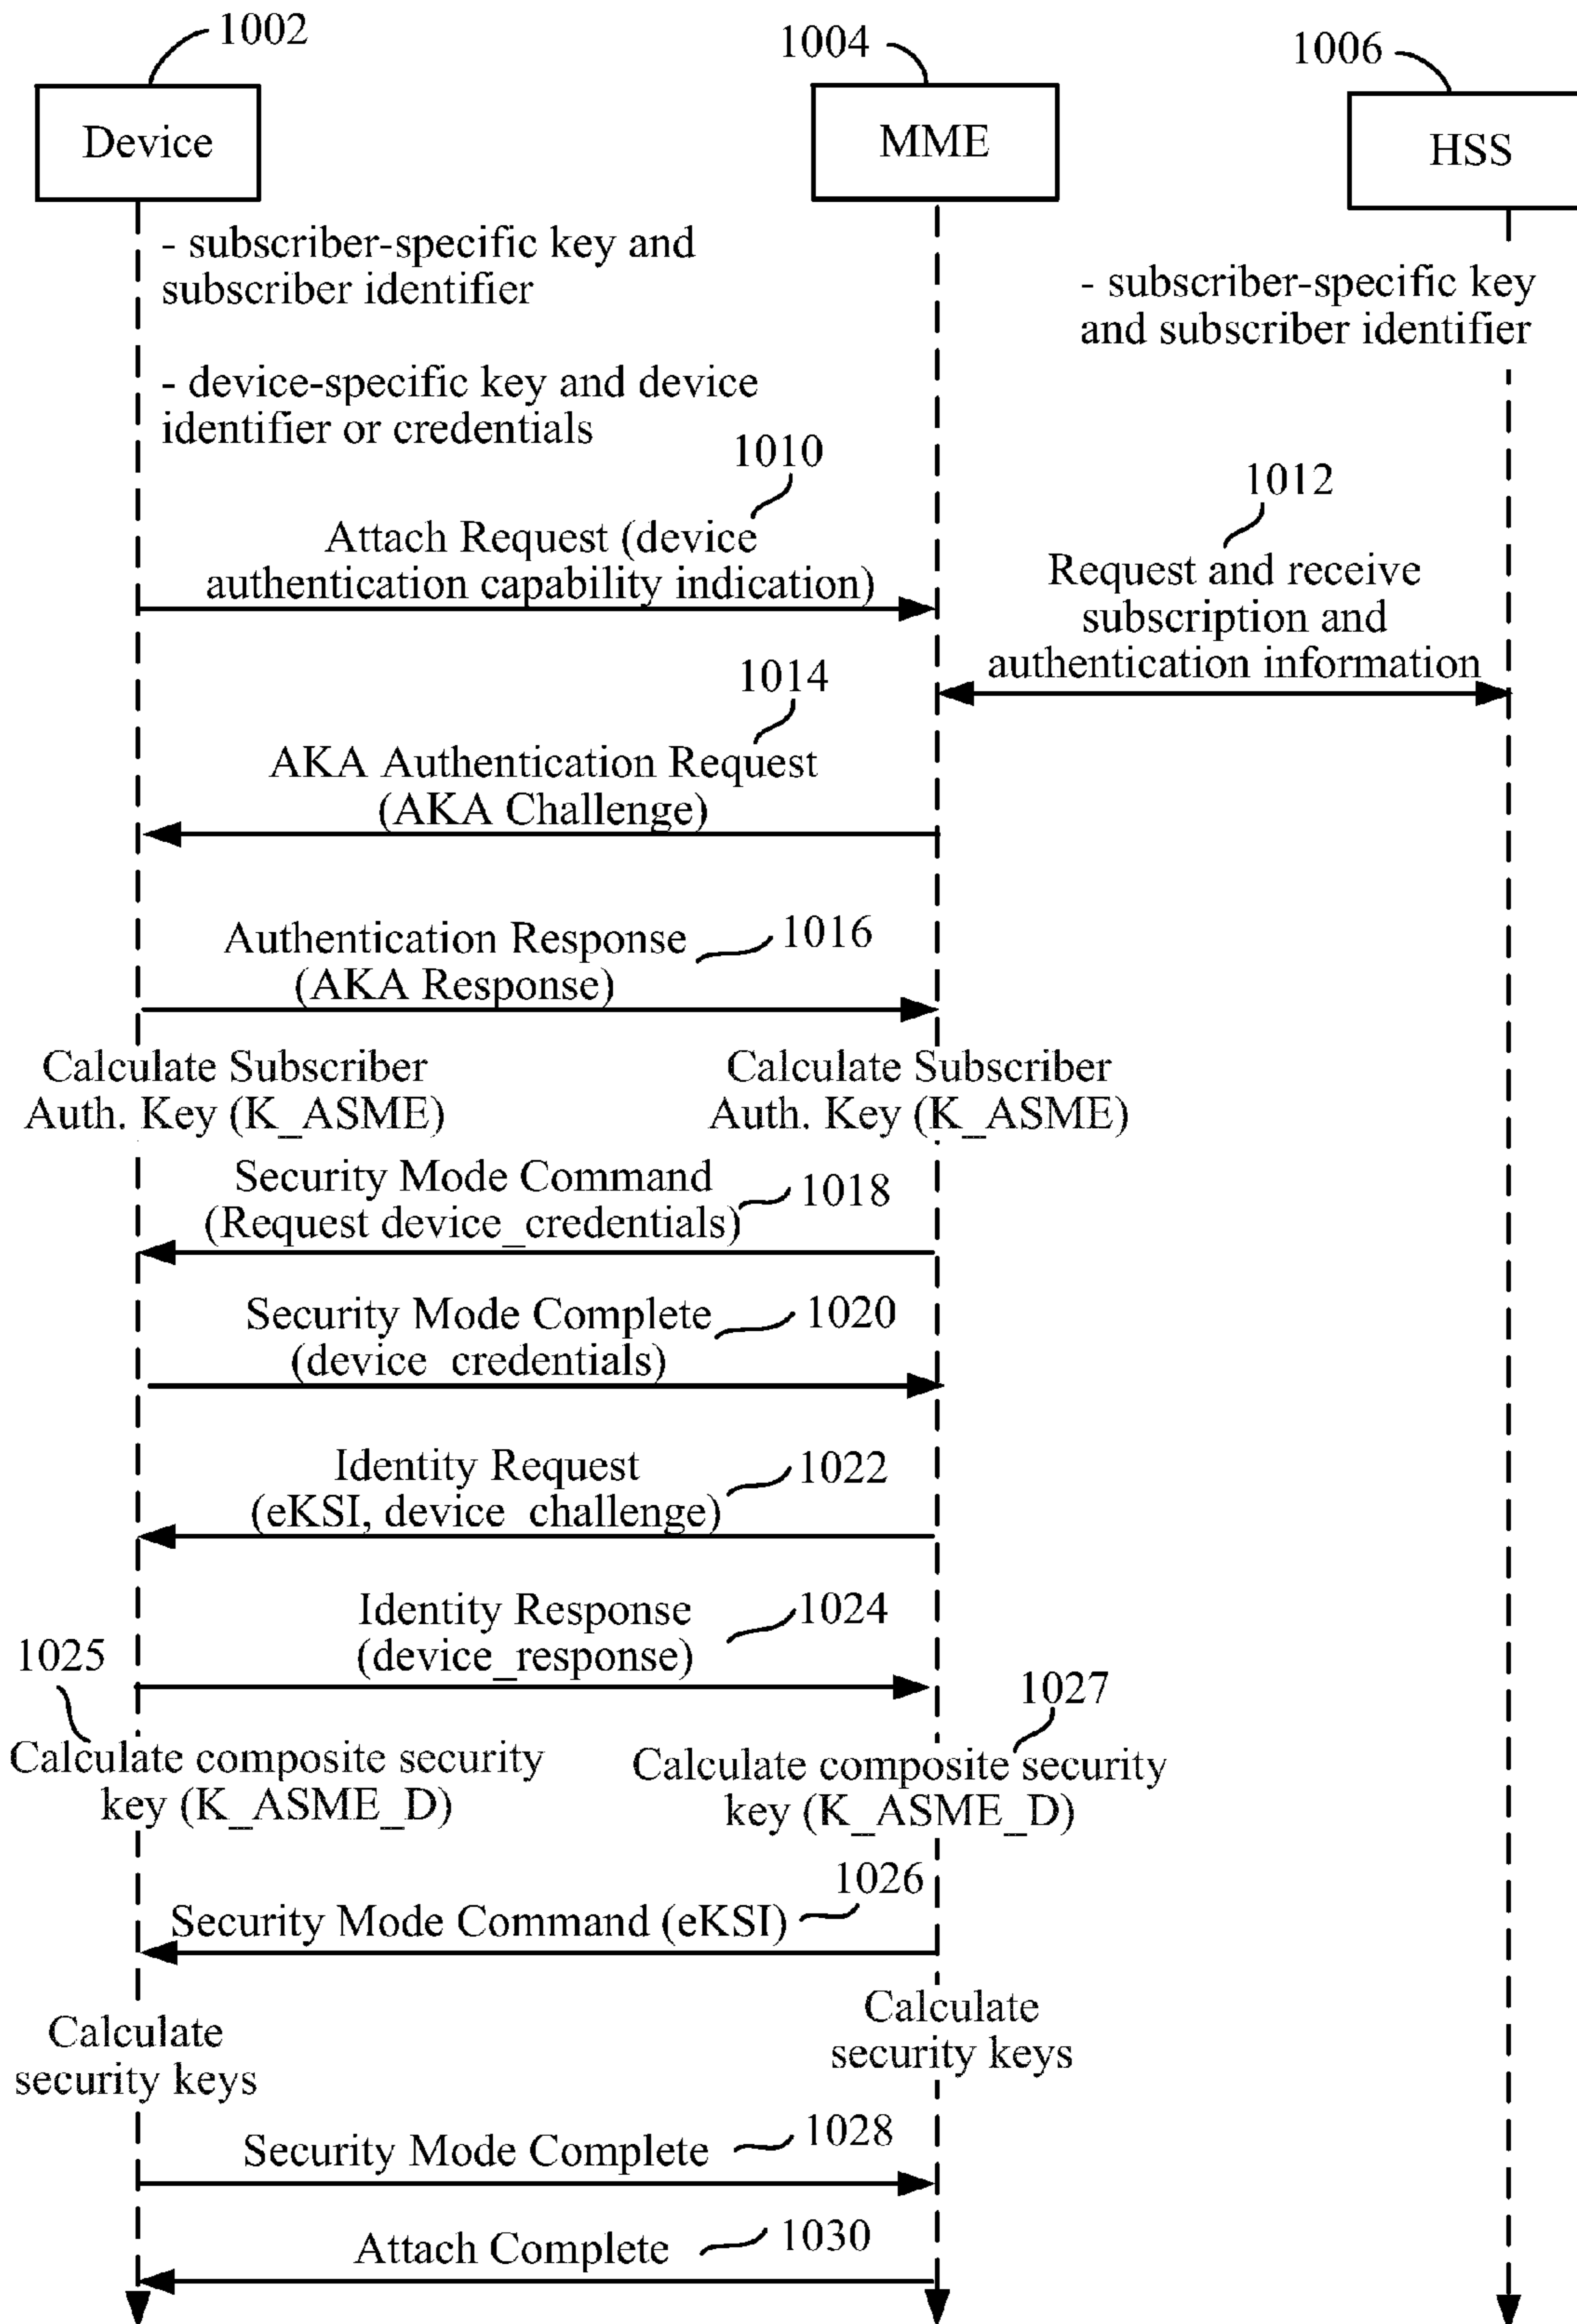 1002
1004
1006
Device
MME
HSS
- subscriber-specific key and
subscriber identifier
- subscriber-specific key
and subscriber identifier
- device-specific key and device
identifier or credentials
1010
Attach Request (device
authentication capability indication)
1012
Request and receive
subscription and
authentication information
1014
AKA Authentication Request
(AKA Challenge)
Authentication Response
1016
(AKA Response)
Calculate Subscriber
Auth. Key (K_ASME)
Calculate Subscriber
Auth. Key (K_ASME)
Security Mode Command
1018
(Request device_credentials)
Security Mode Complete
1020
(device_credentials)
Identity Request
1022
(eKSI, device_challenge)
Identity Response
1024
(device_response)
1025
1027
Calculate composite security
key (K_ASME_D)
Calculate composite security
key (K_ASME_D)
1026
Security Mode Command (eKSI)
Calculate
security keys
Calculate
security keys
Security Mode Complete
1028
Attach Complete
1030